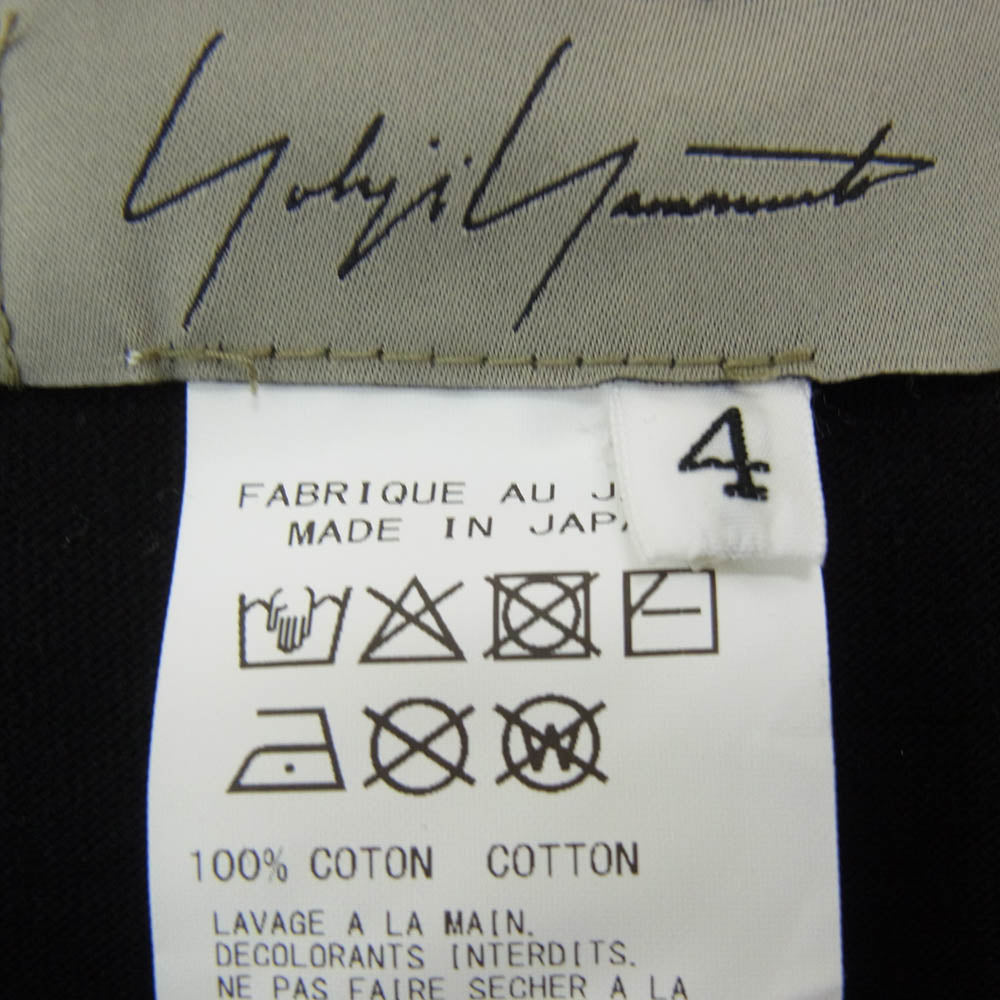 Yohji Yamamoto
4
FABRIQUE AU J
MADE IN JAP
W
100% COTON COTTON
LAVAGE A LA MAIN.
DECOLORANTS INTERDITS.
NE PAS FAIRE SECHER A LA